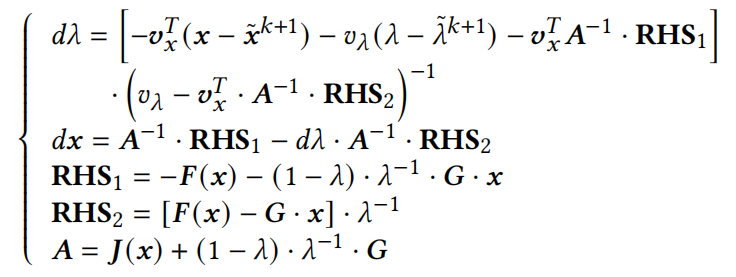 dλ = [−v_x^T(x − x̃^{k+1}) − v_λ(λ − λ̃^{k+1}) − v_x^T A^{−1} · RHS_1]
· (v_λ − v_x^T · A^{−1} · RHS_2)^{−1}
dx = A^{−1} · RHS_1 − dλ · A^{−1} · RHS_2
RHS_1 = −F(x) − (1 − λ) · λ^{−1} · G · x
RHS_2 = [F(x) − G · x] · λ^{−1}
A = J(x) + (1 − λ) · λ^{−1} · G